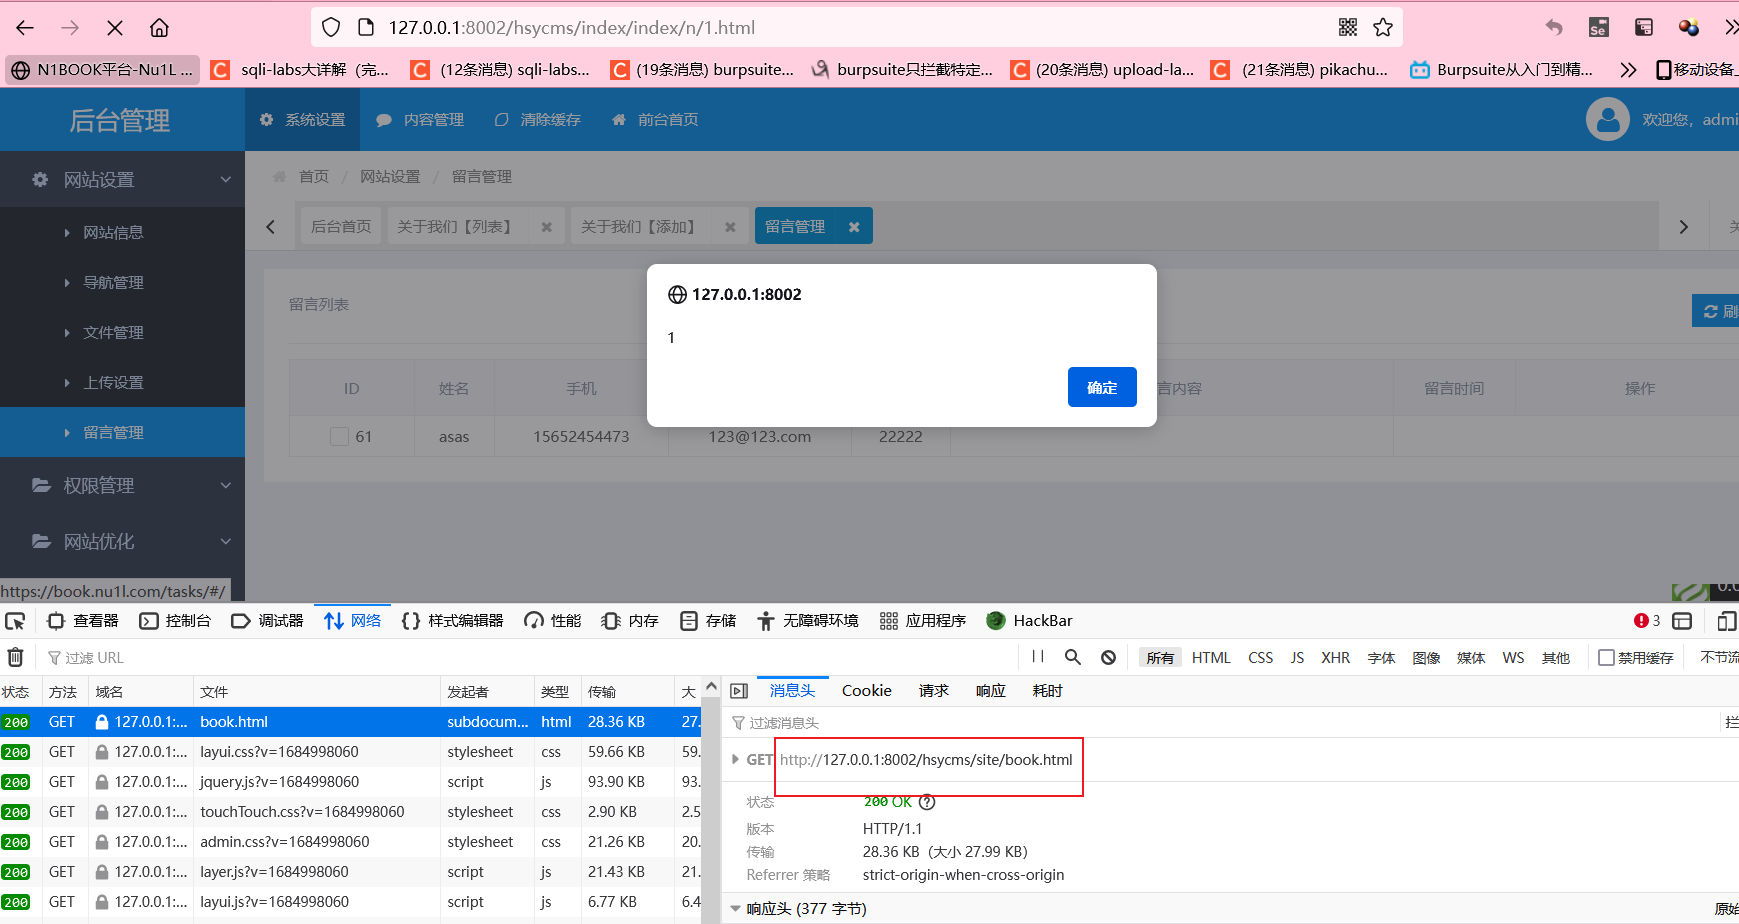 127.0.0.1:8002/hsycms/index/index/n/1.html
N1BOOK平台-Nu1L ...
sqli-labs大详解（完...
(12条消息) sqli-labs...
(19条消息) burpsuite...
burpsuite只拦截特定...
(20条消息) upload-la...
(21条消息) pikachu...
Burpsuite从入门到精...
移动设备上
后台管理
系统设置
内容管理
清除缓存
前台首页
欢迎您，admi
网站设置
网站信息
导航管理
文件管理
上传设置
留言管理
权限管理
网站优化
首页 / 网站设置 / 留言管理
后台首页
关于我们【列表】
关于我们【添加】
留言管理
关
留言列表
刷
127.0.0.1:8002
1
确定
ID 姓名 手机 言内容 留言时间 操作
61 asas 15652454473 123@123.com 22222
https://book.nu1l.com/tasks/#/
0.0
查看器 控制台 调试器 网络 样式编辑器 性能 内存 存储 无障碍环境 应用程序 HackBar 3
过滤 URL
所有 HTML CSS JS XHR 字体 图像 媒体 WS 其他 禁用缓存 不节流
状态 方法 域名 文件 发起者 类型 传输 大
200 GET 127.0.0.1:... book.html subdocum... html 28.36 KB 27.
200 GET 127.0.0.1:... layui.css?v=1684998060 stylesheet css 59.66 KB 59.
200 GET 127.0.0.1:... jquery.js?v=1684998060 script js 93.90 KB 93.
200 GET 127.0.0.1:... touchTouch.css?v=1684998060 stylesheet css 2.90 KB 2.5
200 GET 127.0.0.1:... admin.css?v=1684998060 stylesheet css 21.26 KB 20.
200 GET 127.0.0.1:... layer.js?v=1684998060 script js 21.43 KB 21.
200 GET 127.0.0.1:... layui.js?v=1684998060 script js 6.77 KB 6.4
消息头 Cookie 请求 响应 耗时
过滤消息头
拦
GET http://127.0.0.1:8002/hsycms/site/book.html
状态 200 OK
版本 HTTP/1.1
传输 28.36 KB（大小 27.99 KB）
Referrer 策略 strict-origin-when-cross-origin
响应头 (377 字节)
原始